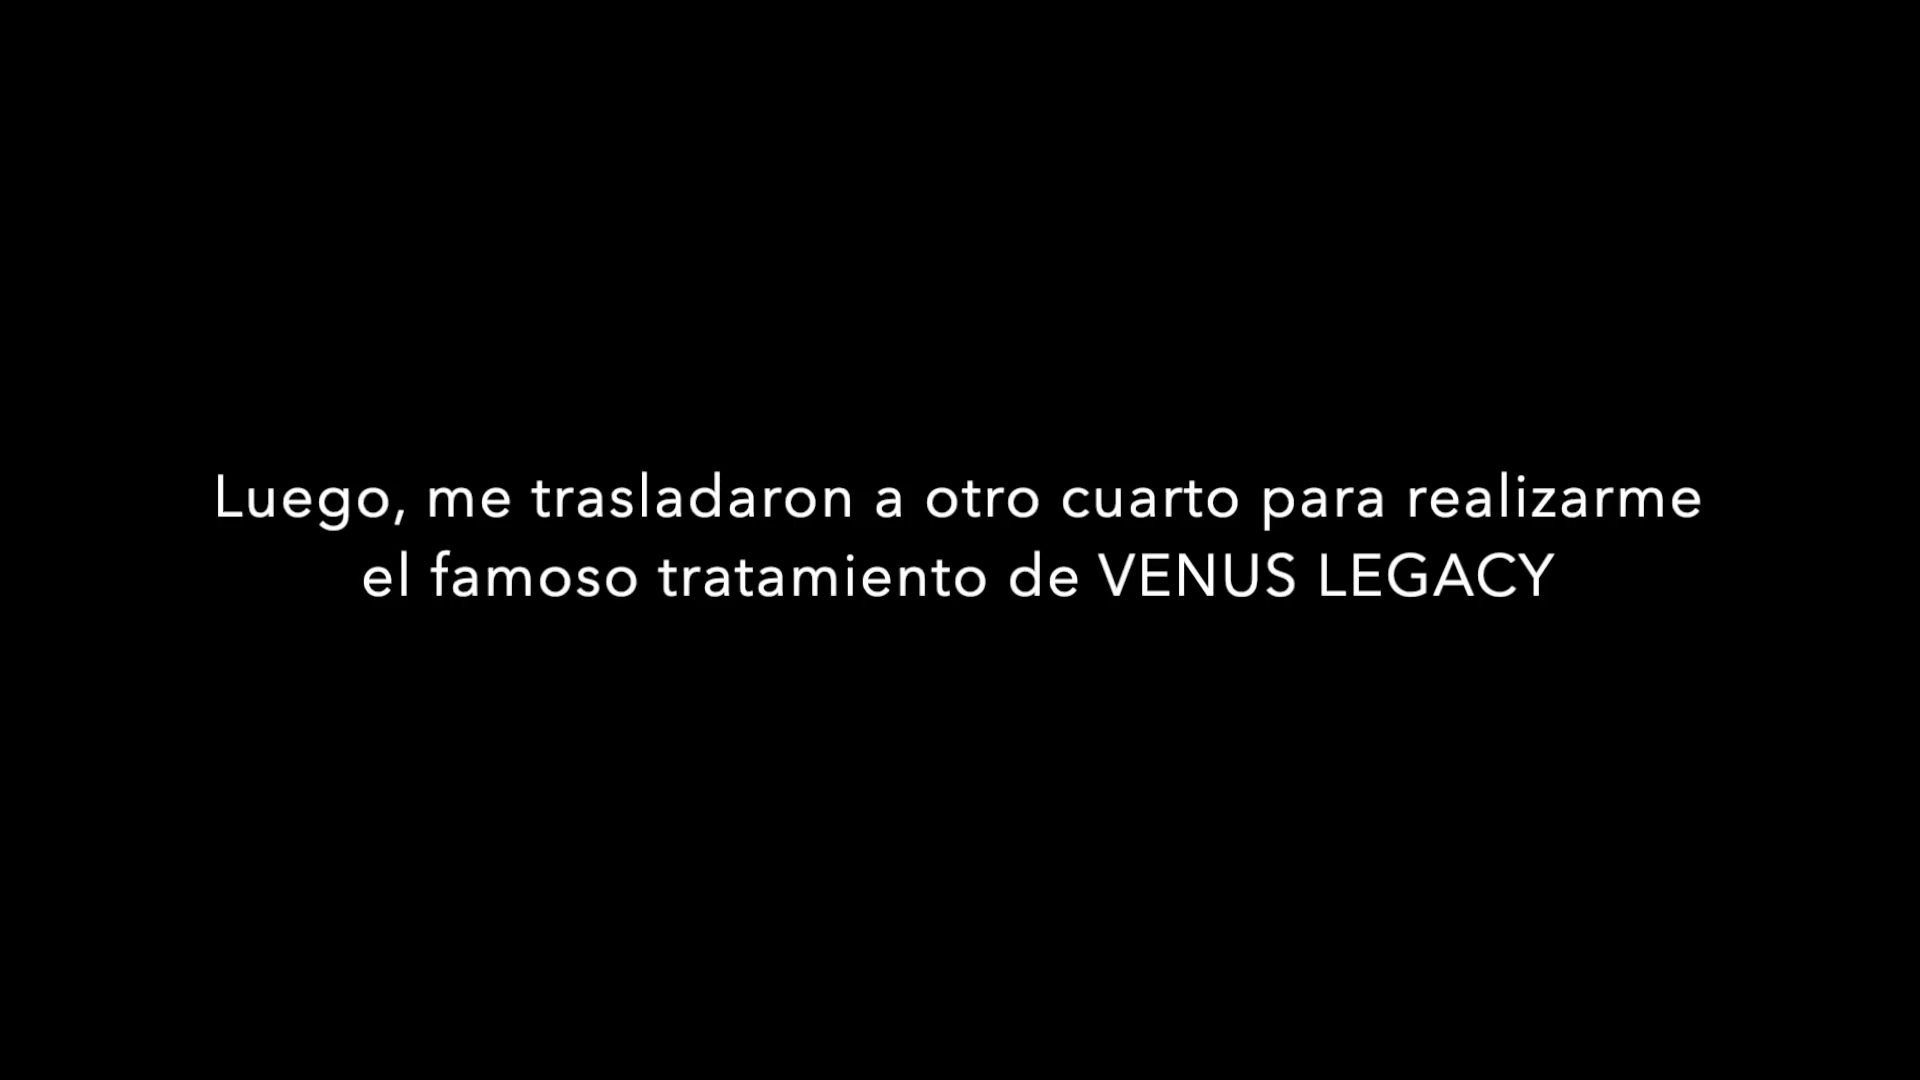 Luego, me trasladaron a otro cuarto para realizarme
el famoso tratamiento de VENUS LEGACY